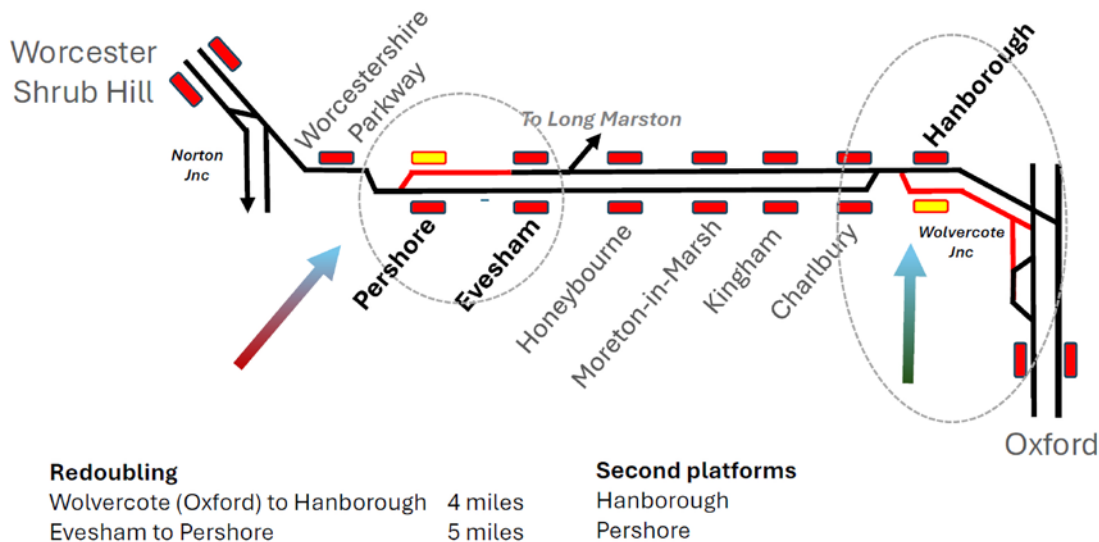 Worcester
Shrub Hill
Worcestershire
Parkway
To Long Marston
Hanborough
Norton
Jnc
Pershore
Evesham
Honeybourne
Moreton-in-Marsh
Kingham
Charlbury
Wolvercote
Jnc
Oxford
Redoubling
Wolvercote (Oxford) to Hanborough 4 miles
Evesham to Pershore 5 miles
Second platforms
Hanborough
Pershore